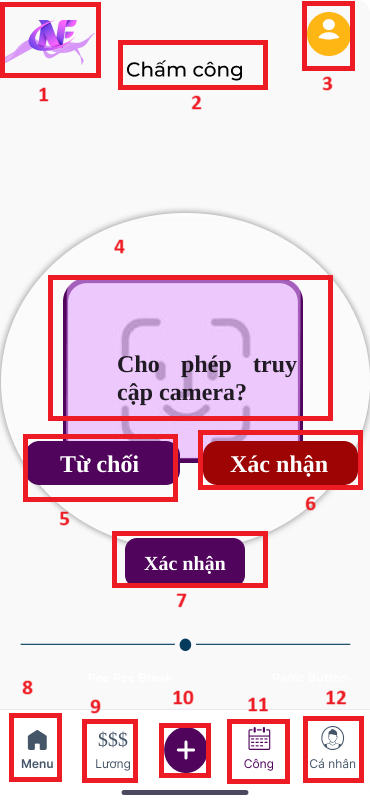 NF
1
Chấm công
2
3
4
Cho phép truy
cập camera?
Từ chối
Xác nhận
5
6
Xác nhận
7
8
9
10
11
12
$$$
Menu
Lương
Công
Cá nhân